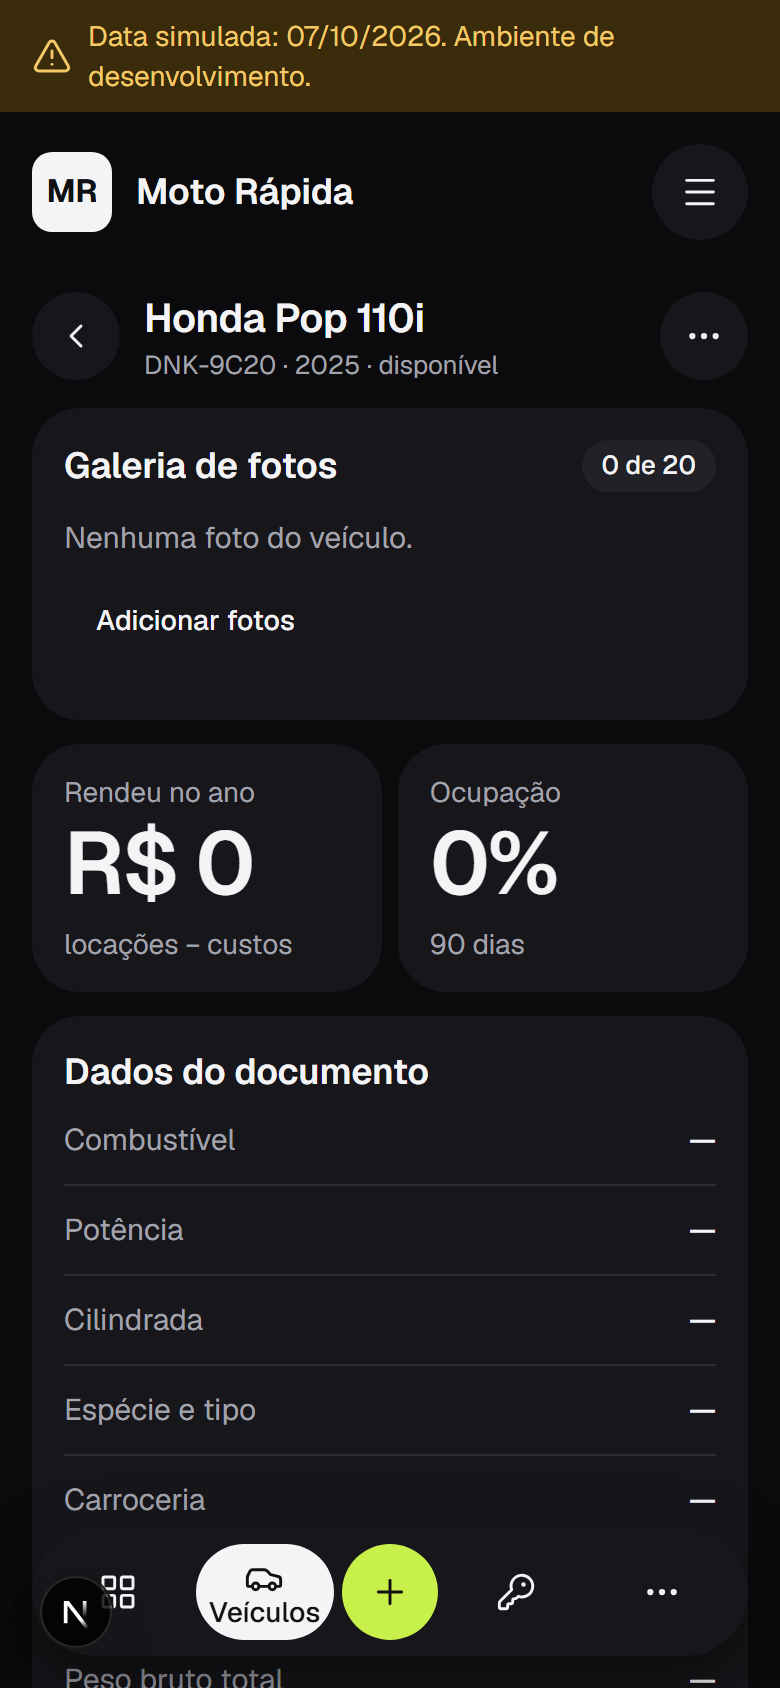 Data simulada: 07/10/2026. Ambiente de
desenvolvimento.
MR
Moto Rápida
Honda Pop 110i
DNK-9C20 · 2025 · disponível
Galeria de fotos
0 de 20
Nenhuma foto do veículo.
Adicionar fotos
Rendeu no ano
R$ 0
locações – custos
Ocupação
0%
90 dias
Dados do documento
Combustível
—
Potência
—
Cilindrada
—
Espécie e tipo
—
Carroceria
—
N
Veículos
Peso bruto total
—